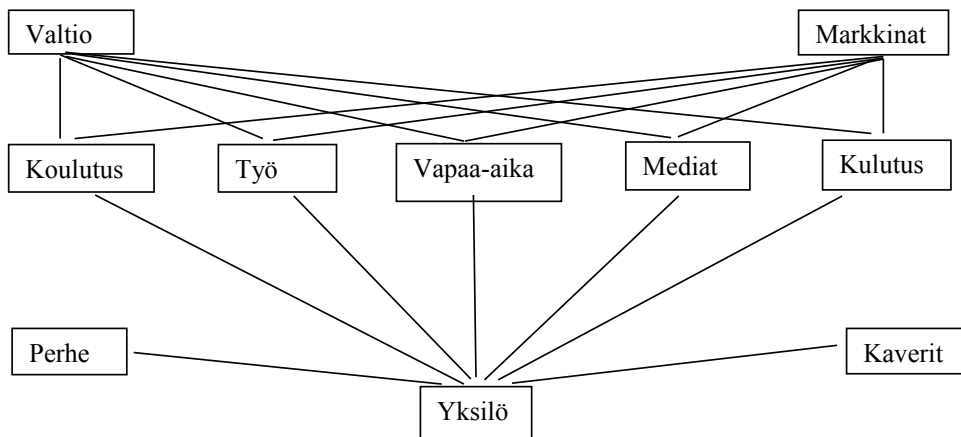 Valtio
Markkinat
Koulutus
Työ
Vapaa-aika
Mediat
Kulutus
Perhe
Kaverit
Yksilö